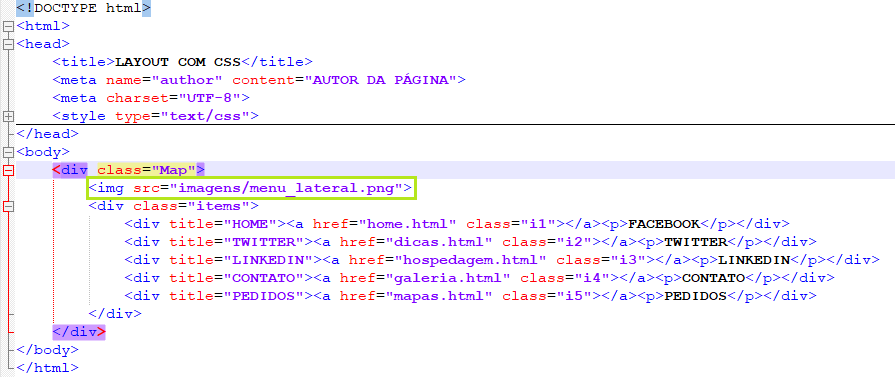 <!DOCTYPE html>
<html>
<head>
<title>LAYOUT COM CSS</title>
<meta name="author" content="AUTOR DA PÁGINA">
<meta charset="UTF-8">
<style type="text/css">
</head>
<body>
<div class="Map">
<img src="imagens/menu_lateral.png">
<div class="items">
<div title="HOME"><a href="home.html" class="i1"></a><p>FACEBOOK</p></div>
<div title="TWITTER"><a href="dicas.html" class="i2"></a><p>TWITTER</p></div>
<div title="LINKEDIN"><a href="hospedagem.html" class="i3"></a><p>LINKEDIN</p></div>
<div title="CONTATO"><a href="galeria.html" class="i4"></a><p>CONTATO</p></div>
<div title="PEDIDOS"><a href="mapas.html" class="i5"></a><p>PEDIDOS</p></div>
</div>
</div>
</body>
</html>